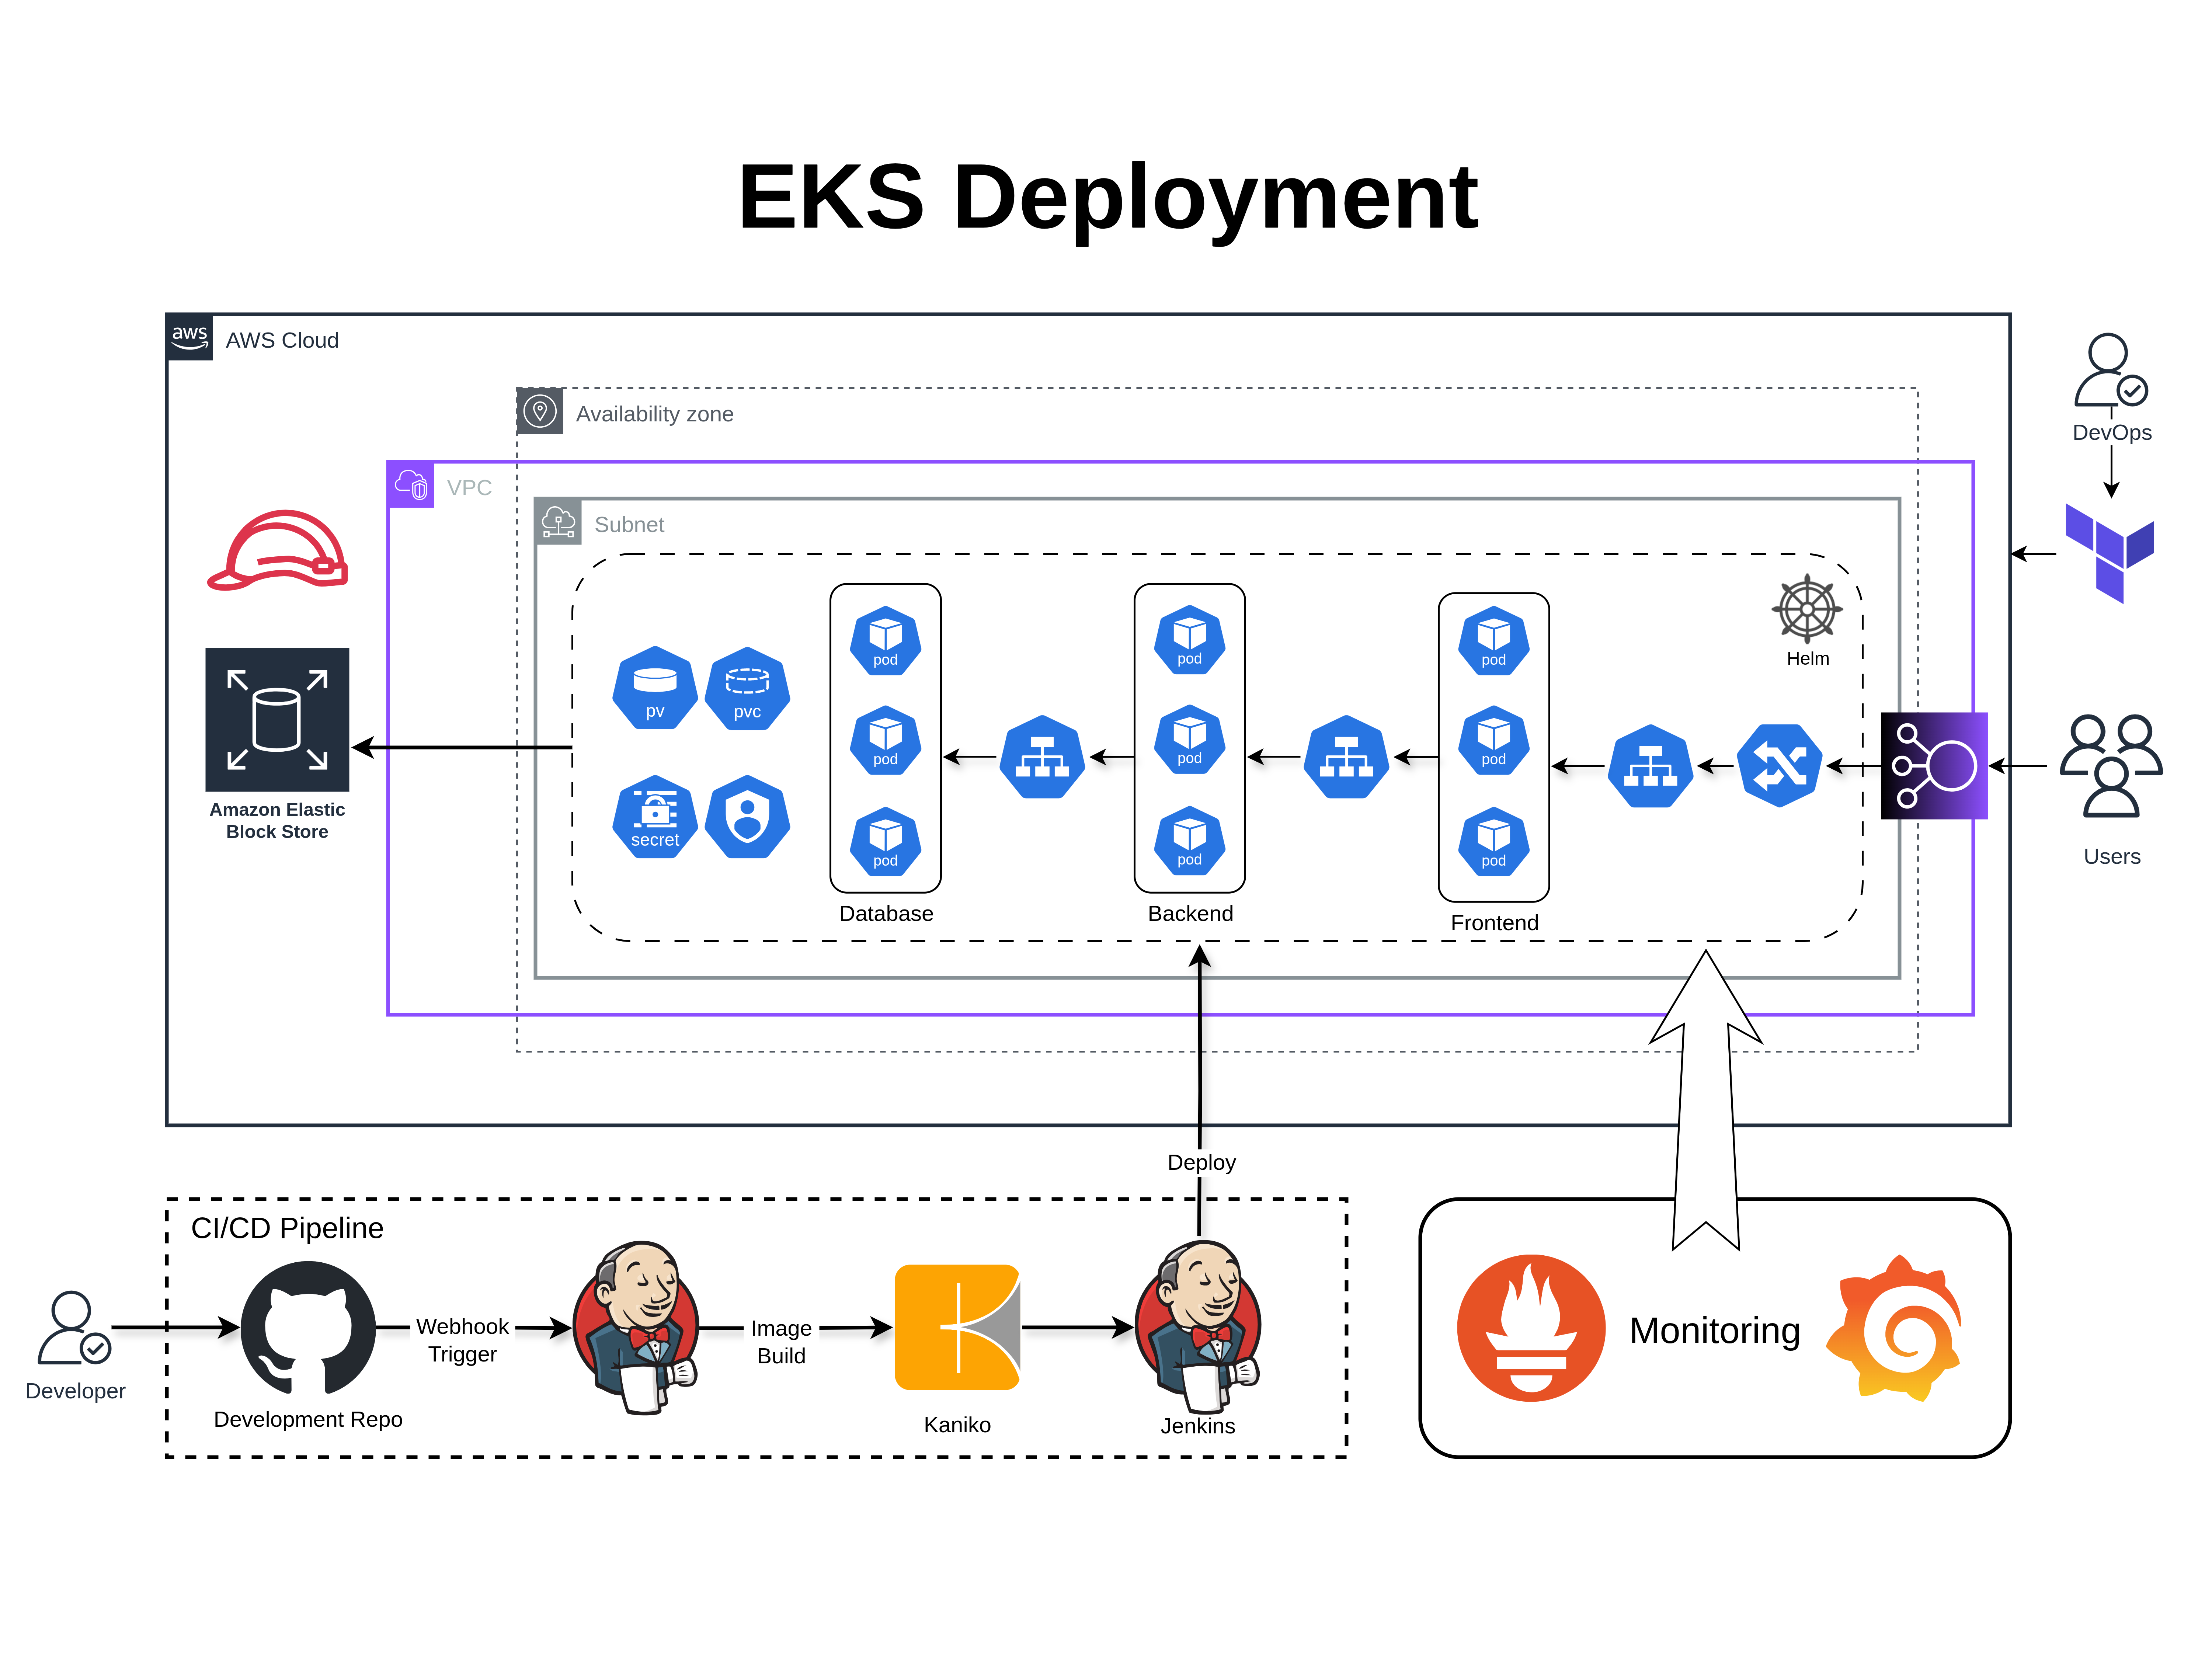 EKS Deployment
aws
AWS Cloud
Availability zone
DevOps
VPC
Subnet
Helm
pod
pod
pod
pv
pvc
pod
pod
pod
secret
pod
pod
pod
Amazon Elastic
Block Store
Users
Database
Backend
Frontend
Deploy
CI/CD Pipeline
Webhook
Trigger
Image
Build
Monitoring
Developer
Development Repo
Kaniko
Jenkins